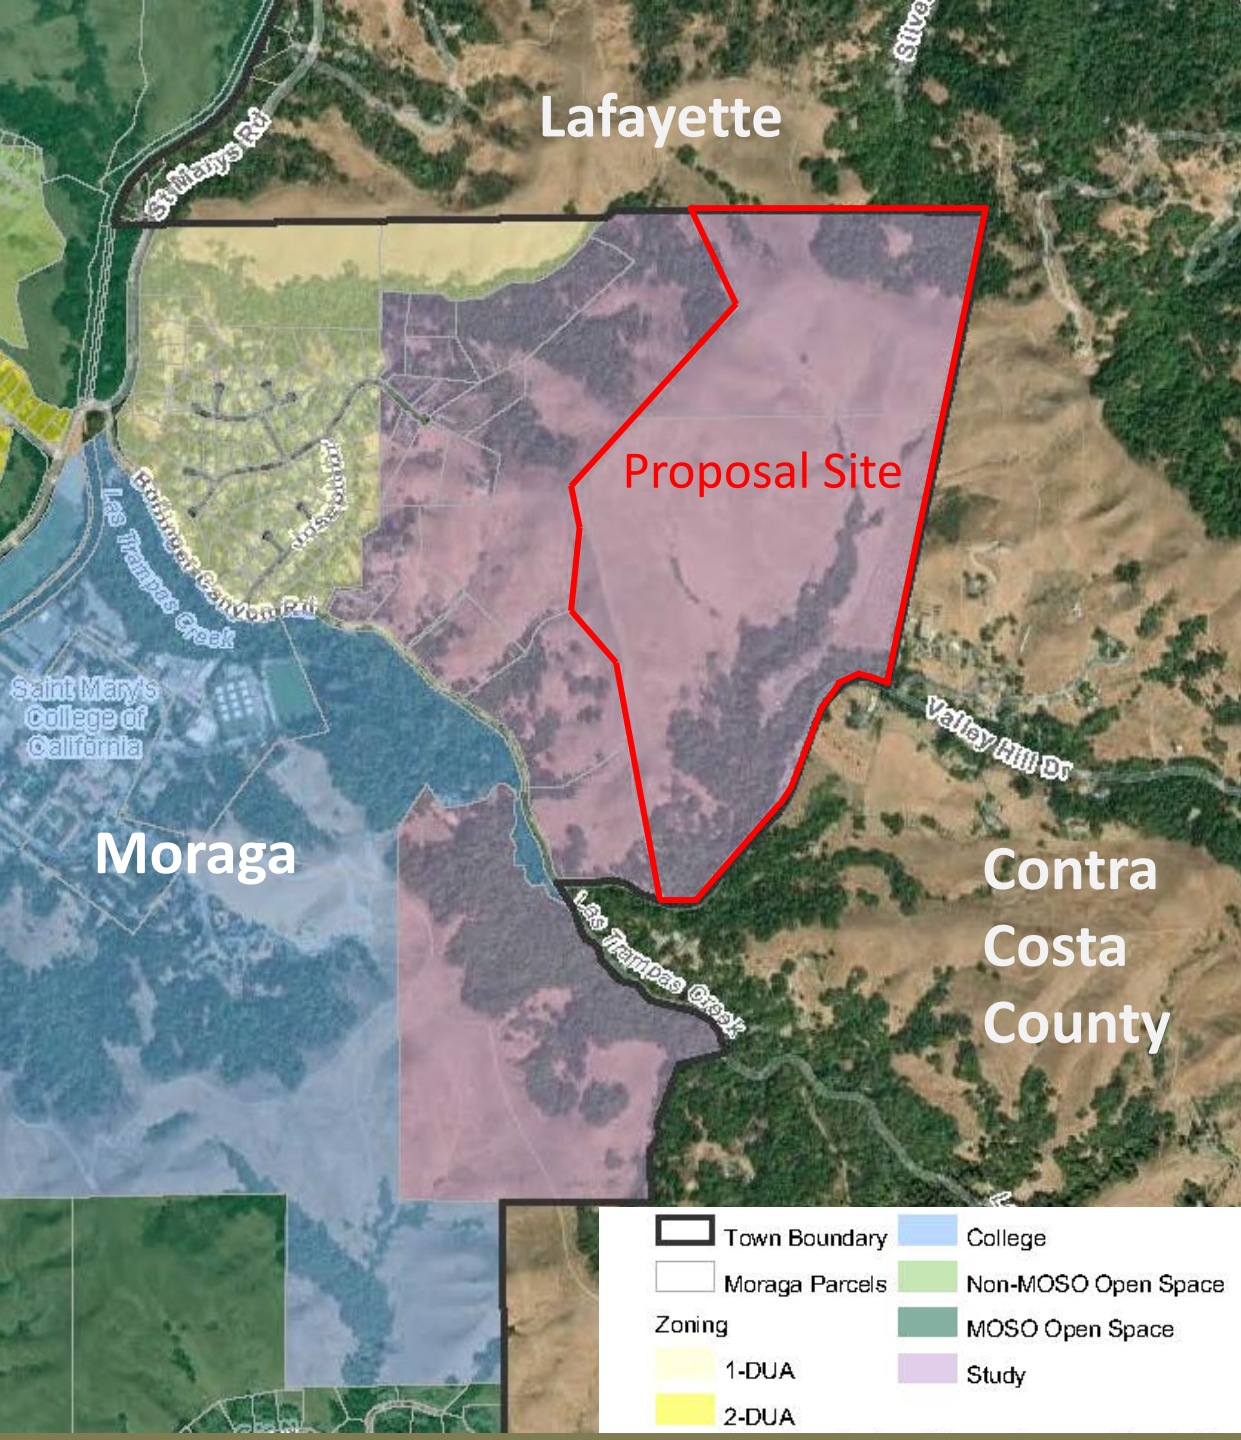 Silve
Lafayette
St Marys Rd
Proposal Site
Josephine
Bollinger Canyon Rd
Las Trampas Creek
Saint Mary's
College of
California
Valley Hill Dr
Moraga
Contra
Costa
County
Las Trampas Creek
Town Boundary
Moraga Parcels
Zoning
1-DUA
2-DUA
College
Non-MOSO Open Space
MOSO Open Space
Study